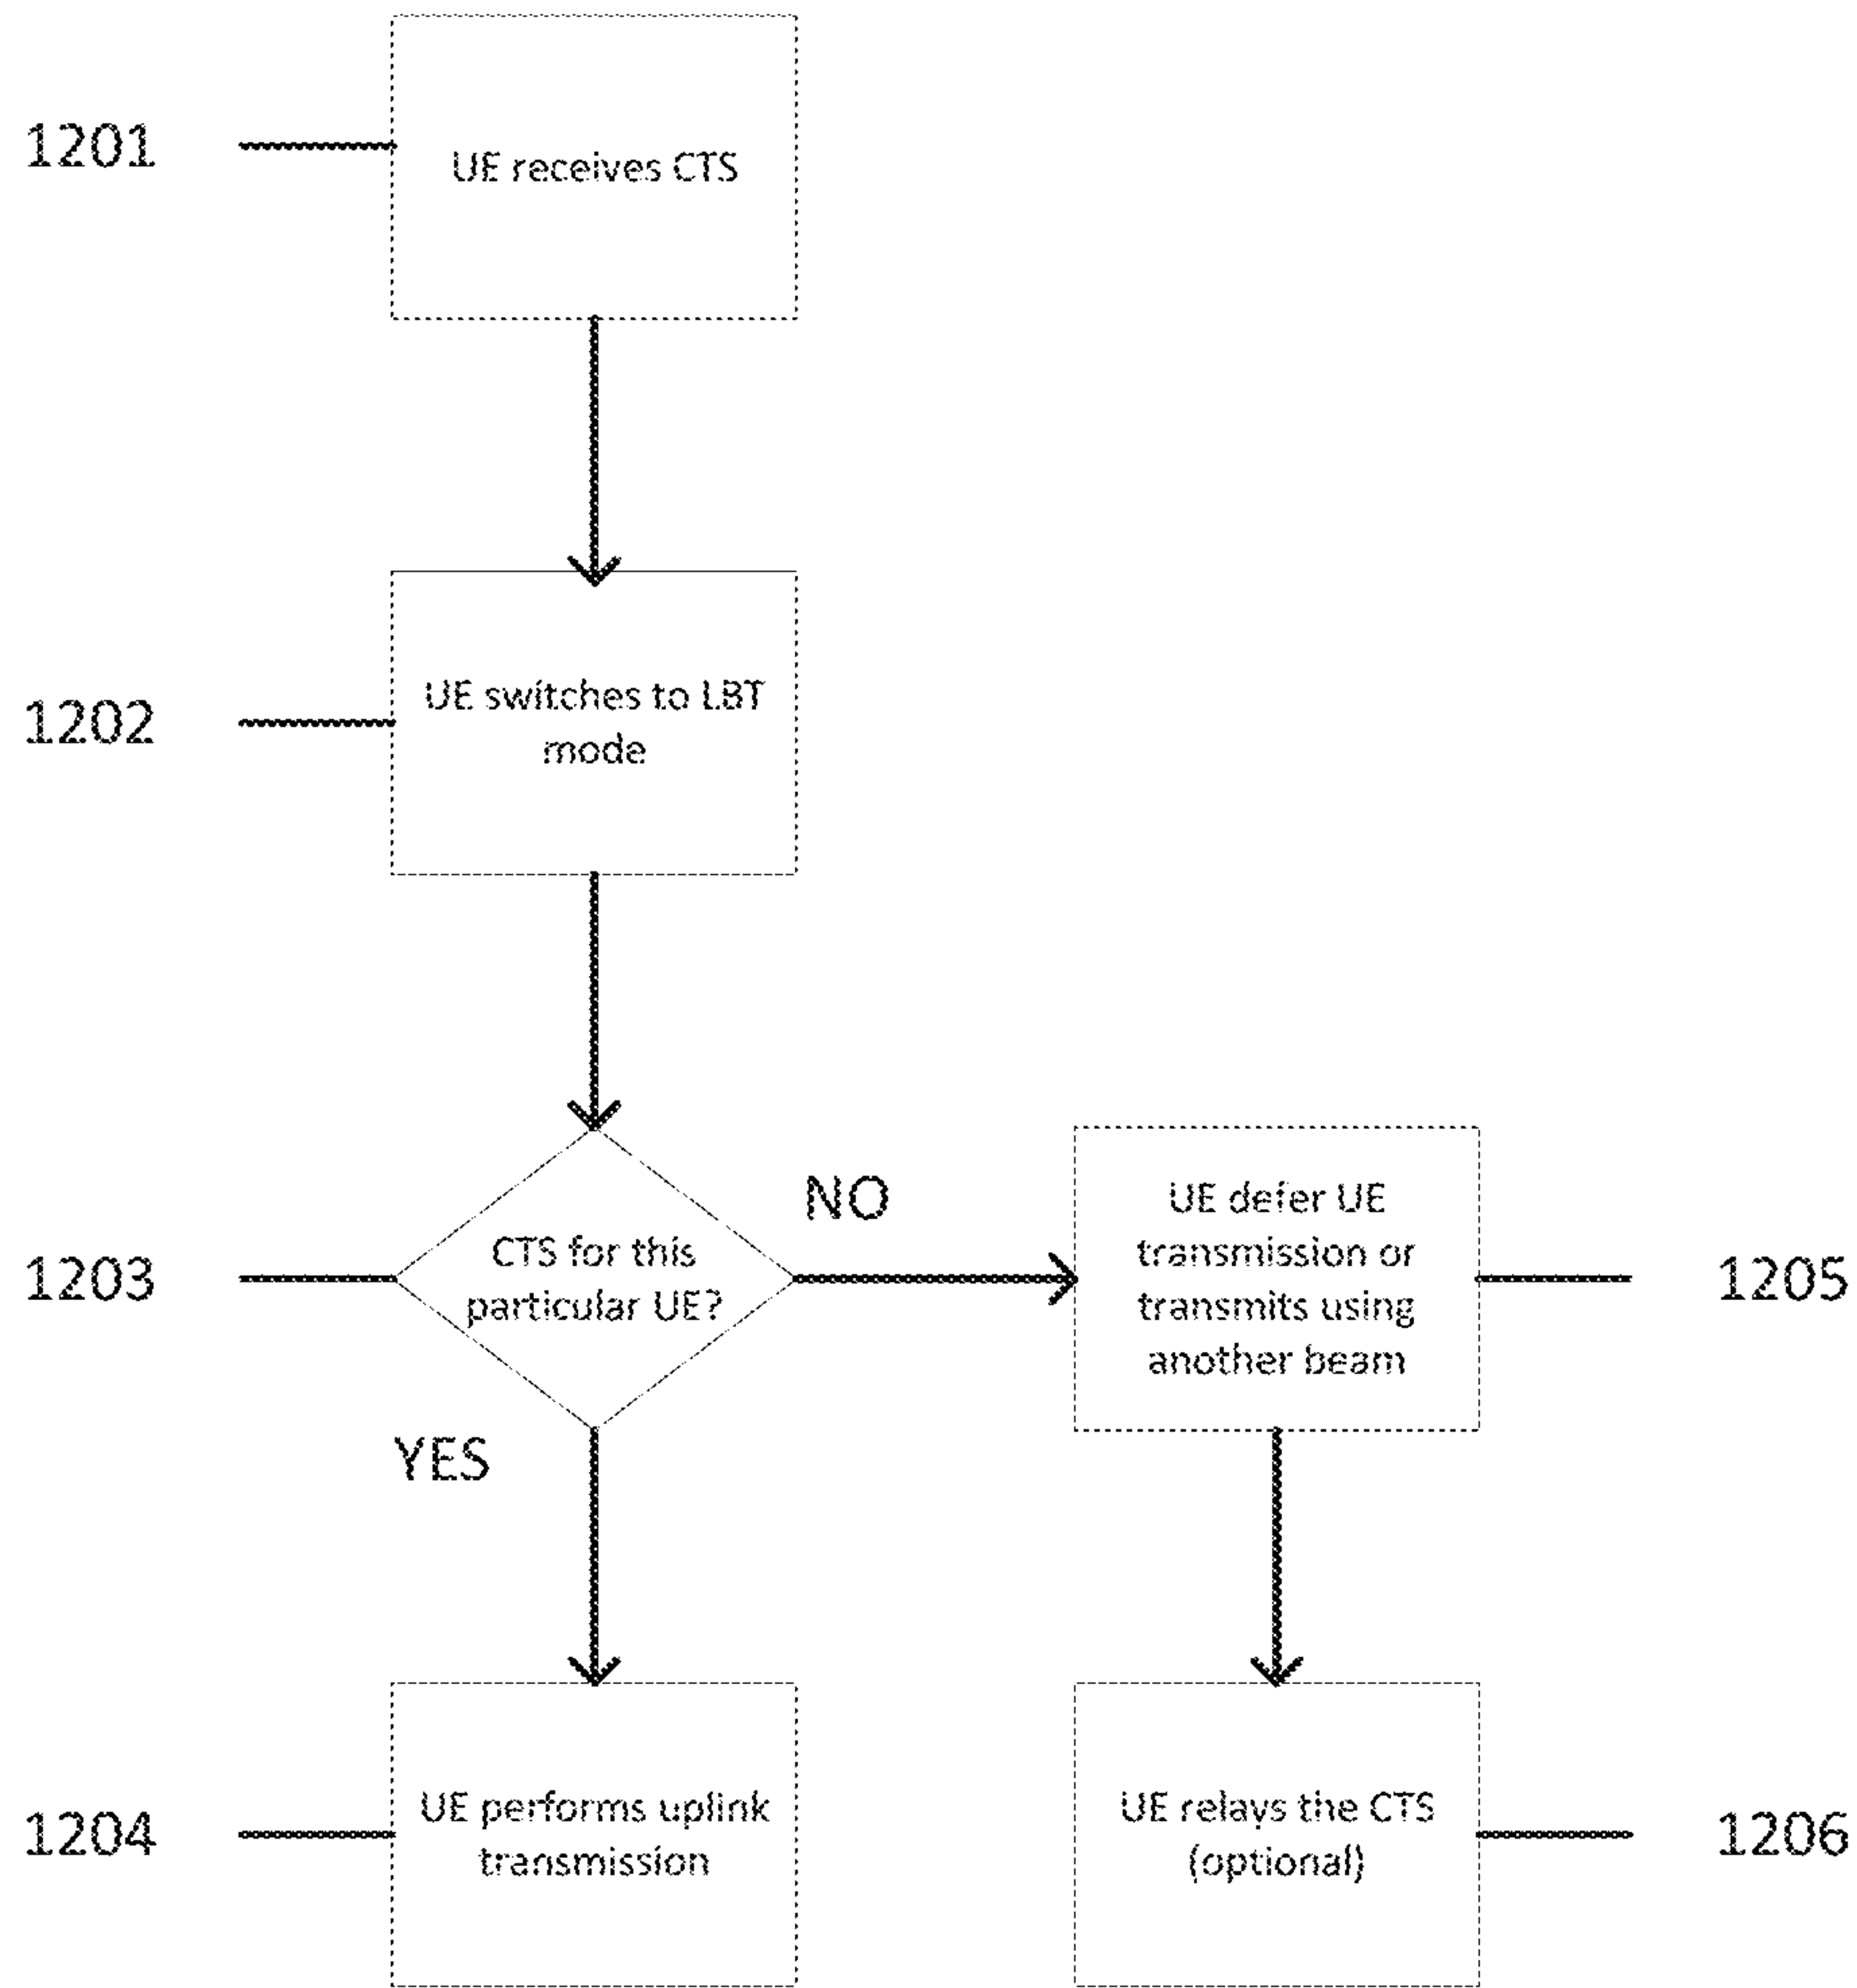 1201
UE receives CTS
1202
UE switches to LBT
mode
1203
CTS for this
particular UE?
NO
YES
UE defer UE
transmission or
transmits using
another beam
1205
1204
UE performs uplink
transmission
UE relays the CTS
(optional)
1206